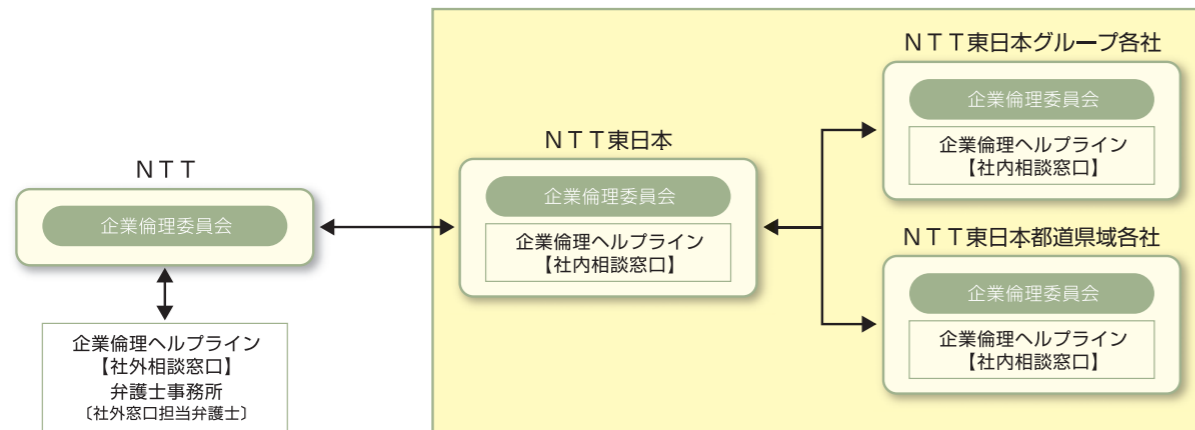 NTT
企業倫理委員会
企業倫理ヘルプライン
【社外相談窓口】
弁護士事務所
〔社外窓口担当弁護士〕
NTT東日本
企業倫理委員会
企業倫理ヘルプライン
【社内相談窓口】
NTT東日本グループ各社
企業倫理委員会
企業倫理ヘルプライン
【社内相談窓口】
NTT東日本都道県域各社
企業倫理委員会
企業倫理ヘルプライン
【社内相談窓口】